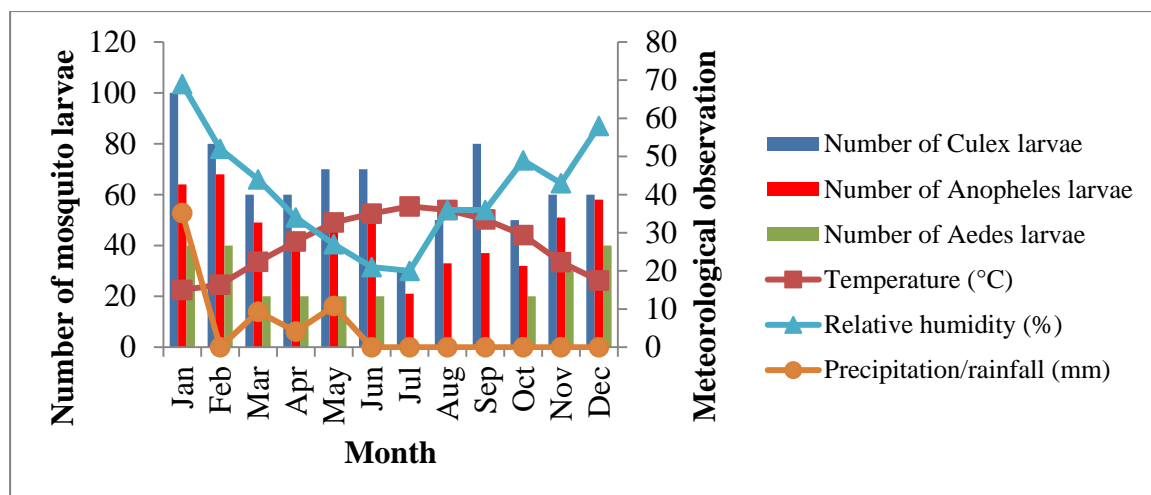 Number of mosquito larvae
120
100
80
60
40
20
0
Jan
Feb
Mar
Apr
May
Jun
Jul
Aug
Sep
Oct
Nov
Dec
Month
80
70
60
50
40
30
20
10
0
Meteorological observation
Number of Culex larvae
Number of Anopheles larvae
Number of Aedes larvae
Temperature (°C)
Relative humidity (%)
Precipitation/rainfall (mm)